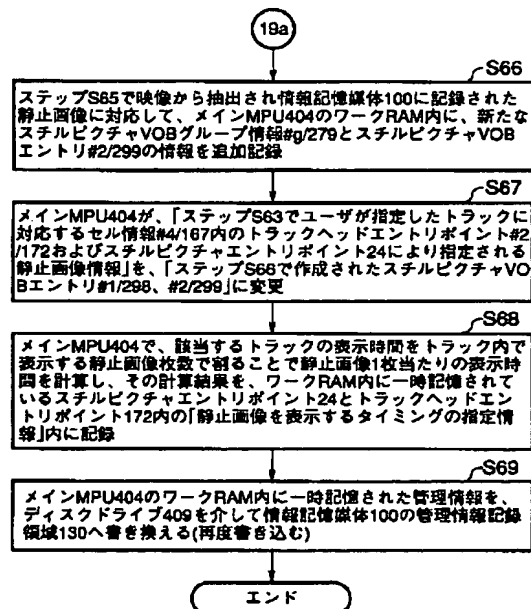 19a
S66
ステップS65で映像から抽出され情報記憶媒体100に記録された
静止画像に対応して、メインMPU404のワークRAM内に、新たな
スチルピクチャVOBグループ情報#g/279とスチルピクチャVOB
エントリ#2/299の情報を追加記録
S67
メインMPU404が、「ステップS63でユーザが指定したトラックに
対応するセル情報#4/167内のトラックヘッドエントリポイント#2
/172およびスチルピクチャエントリポイント24により指定される
静止画像情報」を、「ステップS66で作成されたスチルピクチャVO
Bエントリ#1/298、#2/299」に変更
S68
メインMPU404で、該当するトラックの表示時間をトラック内で
表示する静止画像枚数で割ることで静止画像1枚当たりの表示時
間を計算し、その計算結果を、ワークRAM内に一時記憶されて
いるスチルピクチャエントリポイント24とトラックヘッドエン
トリポイント172内の「静止画像を表示するタイミングの指定情
報」内に記録
S69
メインMPU404のワークRAM内に一時記憶された管理情報を、
ディスクドライブ409を介して情報記憶媒体100の管理情報記録
領域130へ書き換える(再度書き込む)
エンド